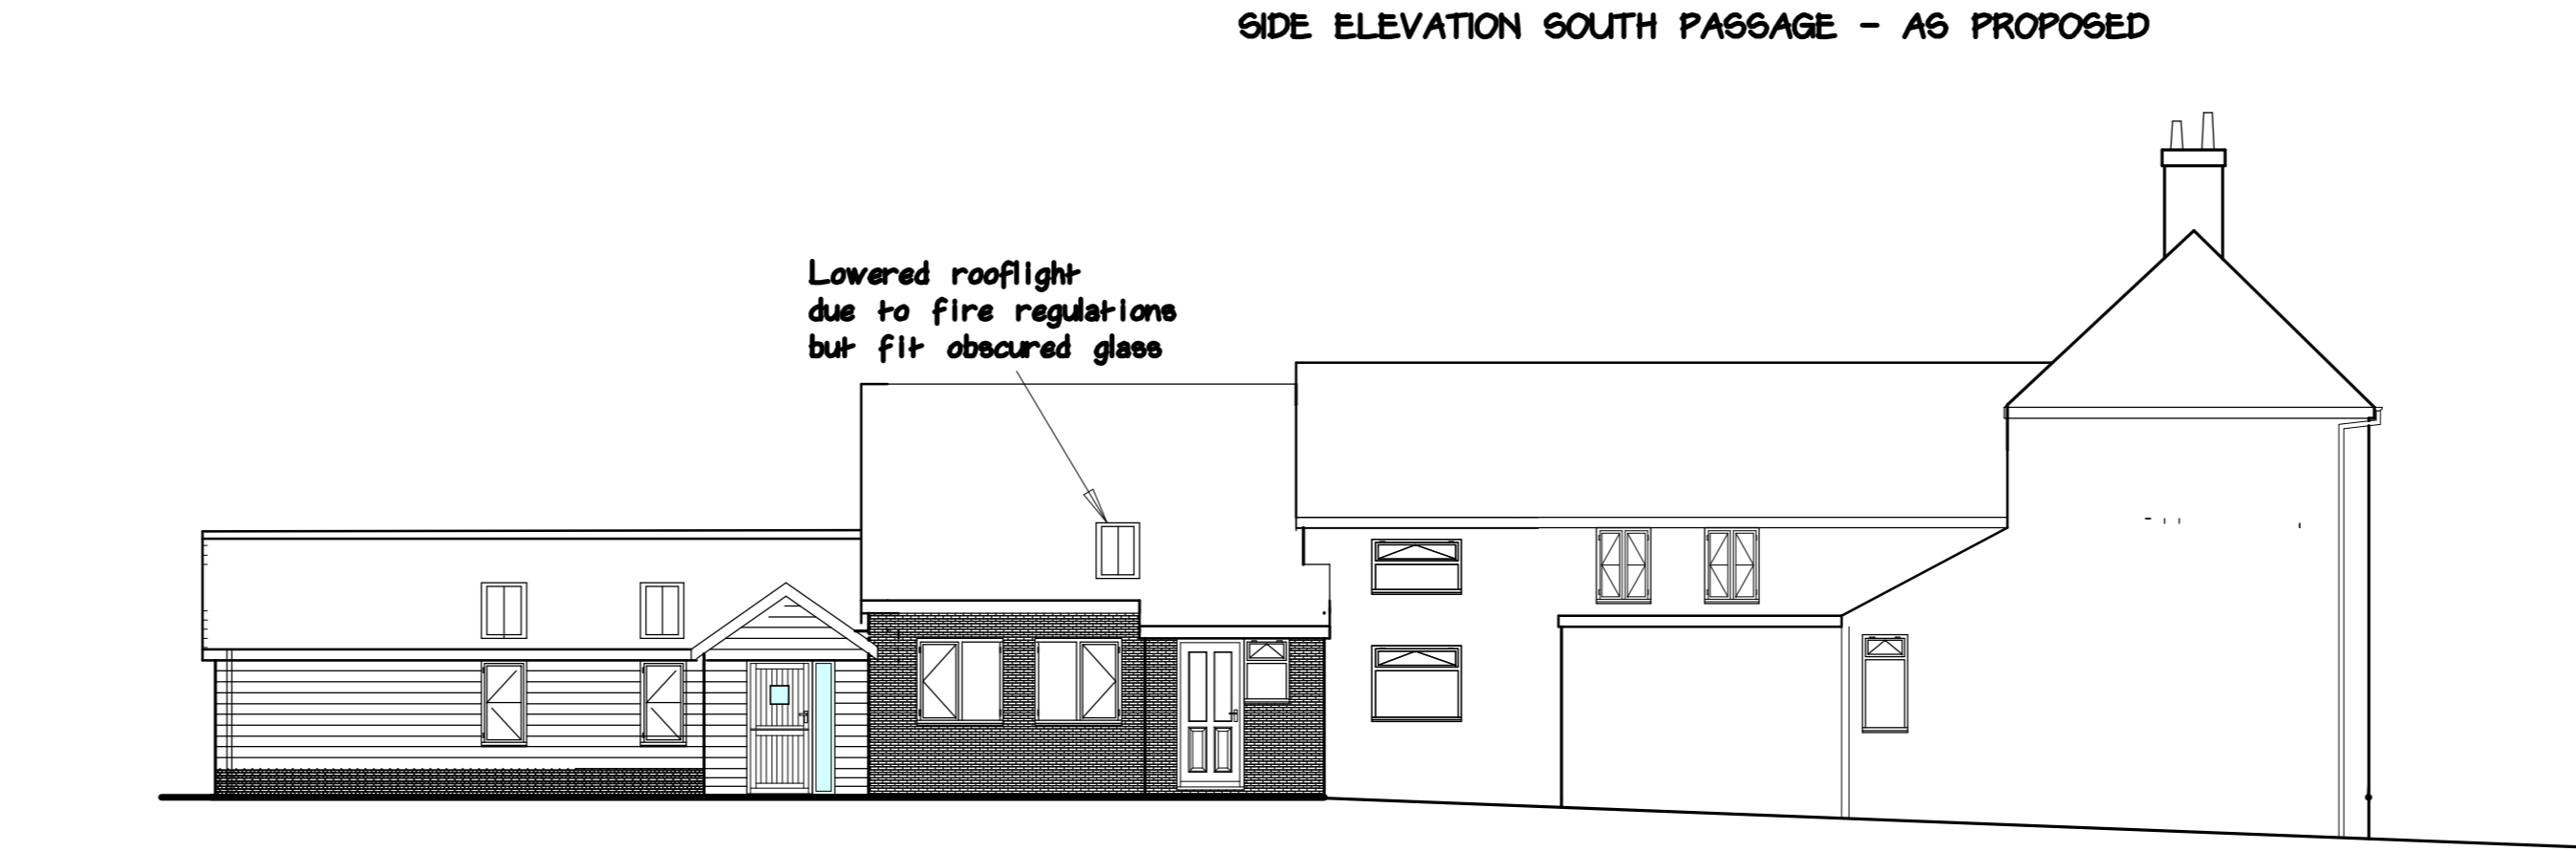 SIDE ELEVATION SOUTH PASSAGE - AS PROPOSED
Lowered rooflight
due to fire regulations
but fit obscured glass